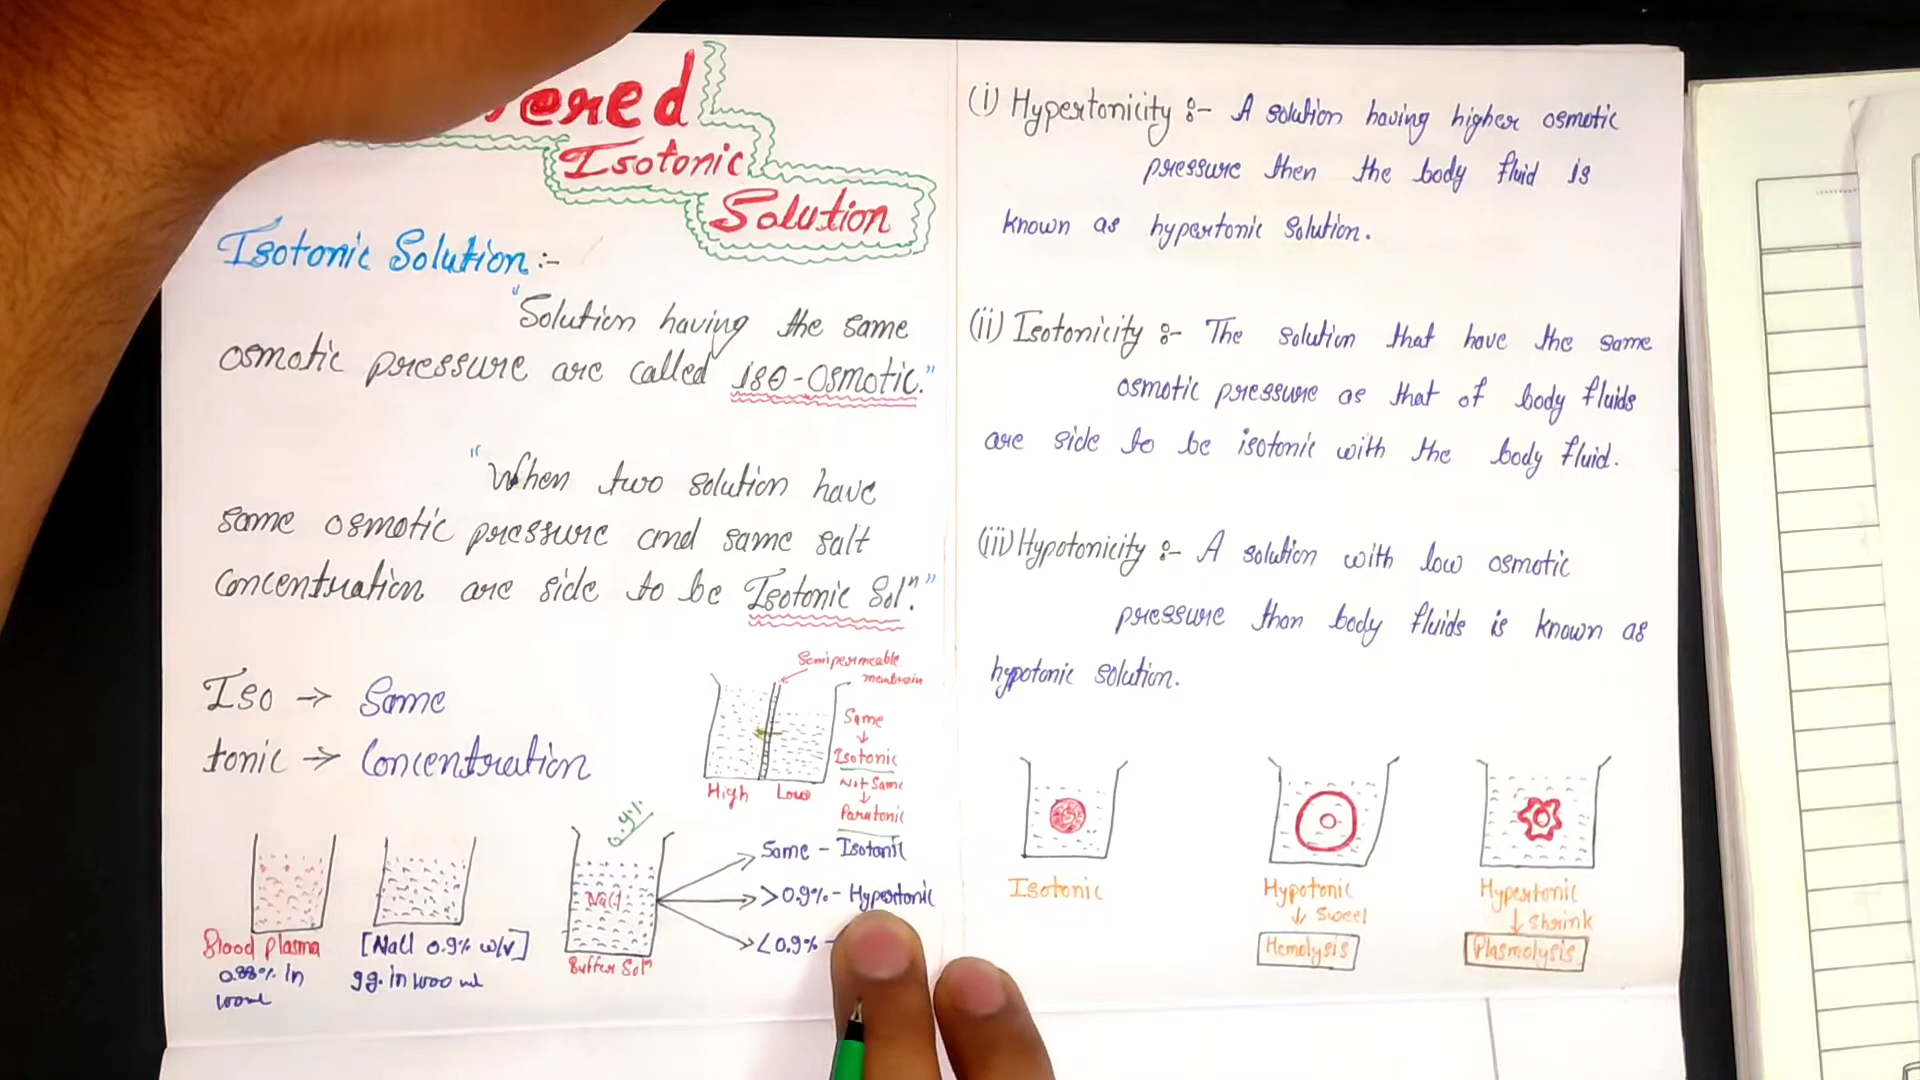 Isotonic
Solution
Isotonic Solution :-
"Solution having the same
osmotic pressure are called iso-osmotic."
"When two solution have
same osmotic pressure and same salt
concentration are side to be Isotonic Solⁿ."
Iso → Same
tonic → Concentration
Semipermeable
membrain
Same
↓
Isotonic
Not Same
↓
Paratonic
High Low
Blood plasma
in
100ml
[NaCl 0.9% w/v]
9g. in 1000 ml
0.9%
NaCl
Buffer Solⁿ
Same - Isotonic
>0.9% - Hypertonic
<0.9% -
(i) Hypertonicity :- A solution having higher osmotic
pressure then the body fluid is
known as hypertonic solution.
(ii) Isotonicity :- The solution that have the same
osmotic pressure as that of body fluids
are side to be isotonic with the body fluid.
(iii) Hypotonicity :- A solution with low osmotic
pressure than body fluids is known as
hypotonic solution.
Isotonic
Hypotonic
↓ Sweel
Hemolysis
Hypertonic
↓ Shrink
Plasmolysis